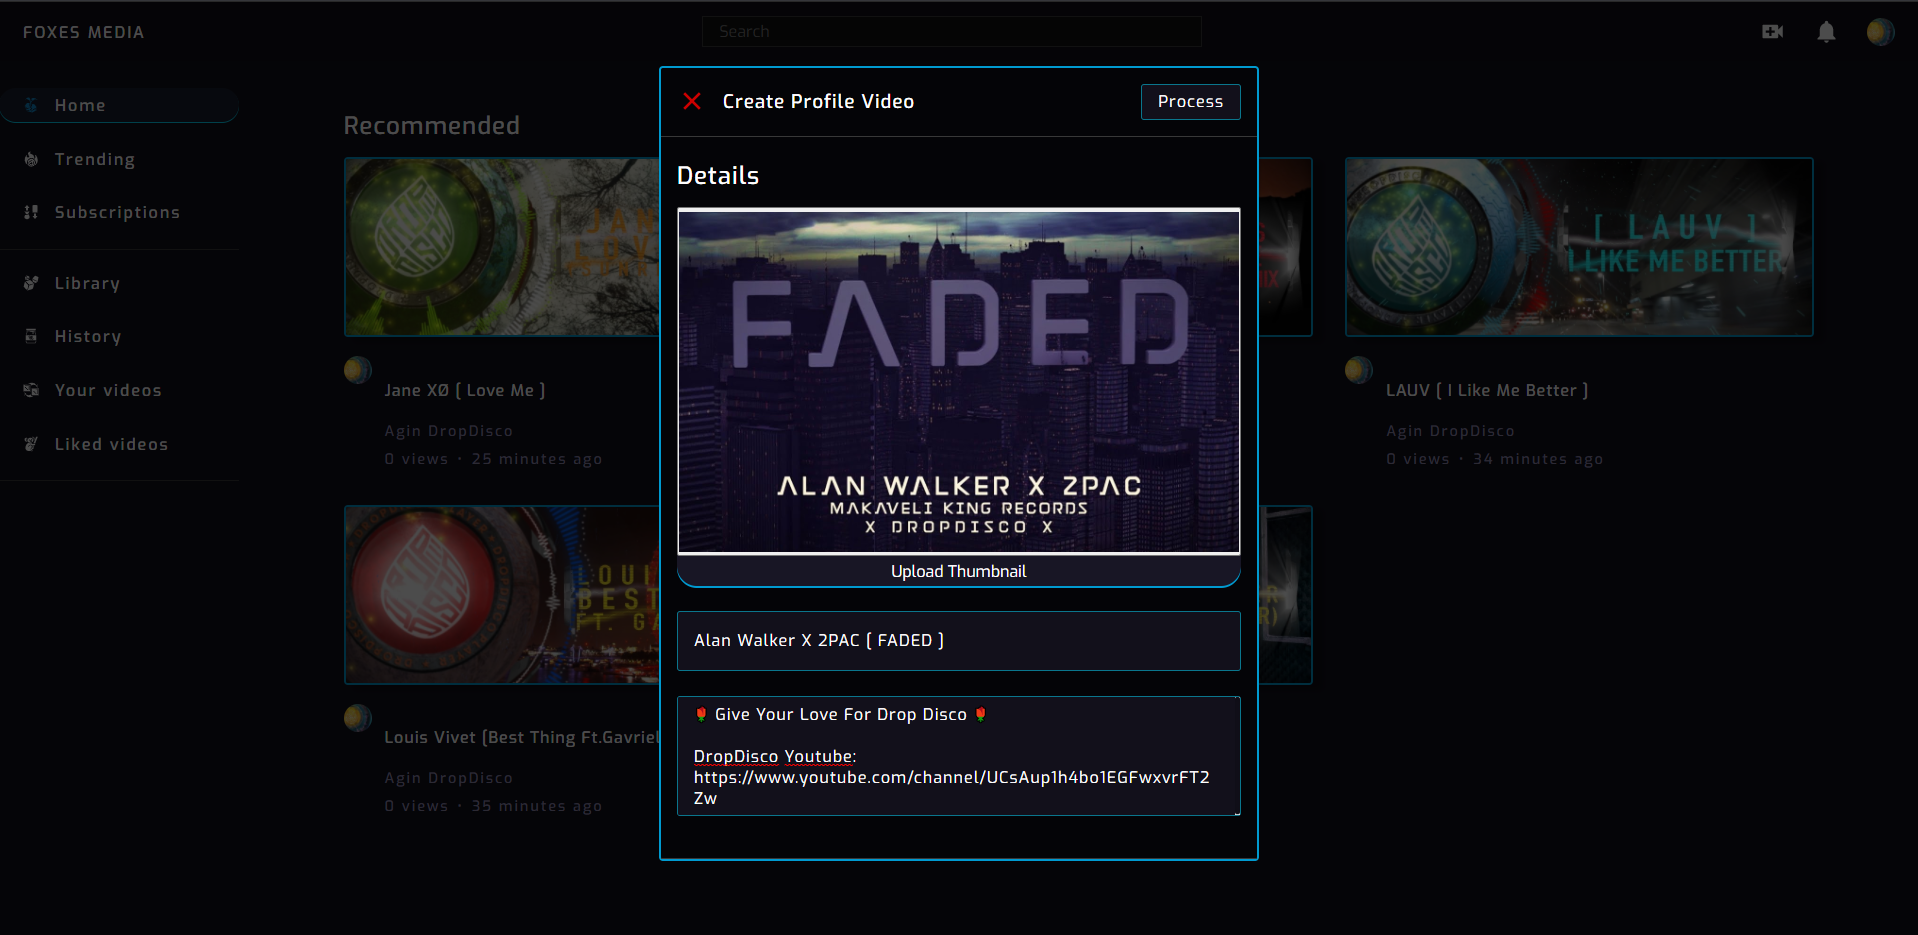 FOXES MEDIA
Search
Home
Trending
Subscriptions
Library
History
Your videos
Liked videos
Recommended
Create Profile Video
Process
Details
FADED
ALAN WALKER X 2PAC
MAKAVELI KING RECORDS
X DROPDISCO X
Upload Thumbnail
Alan Walker X 2PAC [ FADED ]
🌹 Give Your Love For Drop Disco 🌹
DropDisco Youtube:
https://www.youtube.com/channel/UCsAup1h4bo1EGFwxvrFT2
Zw
JAN
LOV
[ LAUV ]
I LIKE ME BETTER
Jane XØ [ Love Me ]
Agin DropDisco
0 views • 25 minutes ago
LAUV [ I Like Me Better ]
Agin DropDisco
0 views • 34 minutes ago
LOUI
BEST
FT. GA
Louis Vivet [Best Thing Ft.Gavriel
Agin DropDisco
0 views • 35 minutes ago